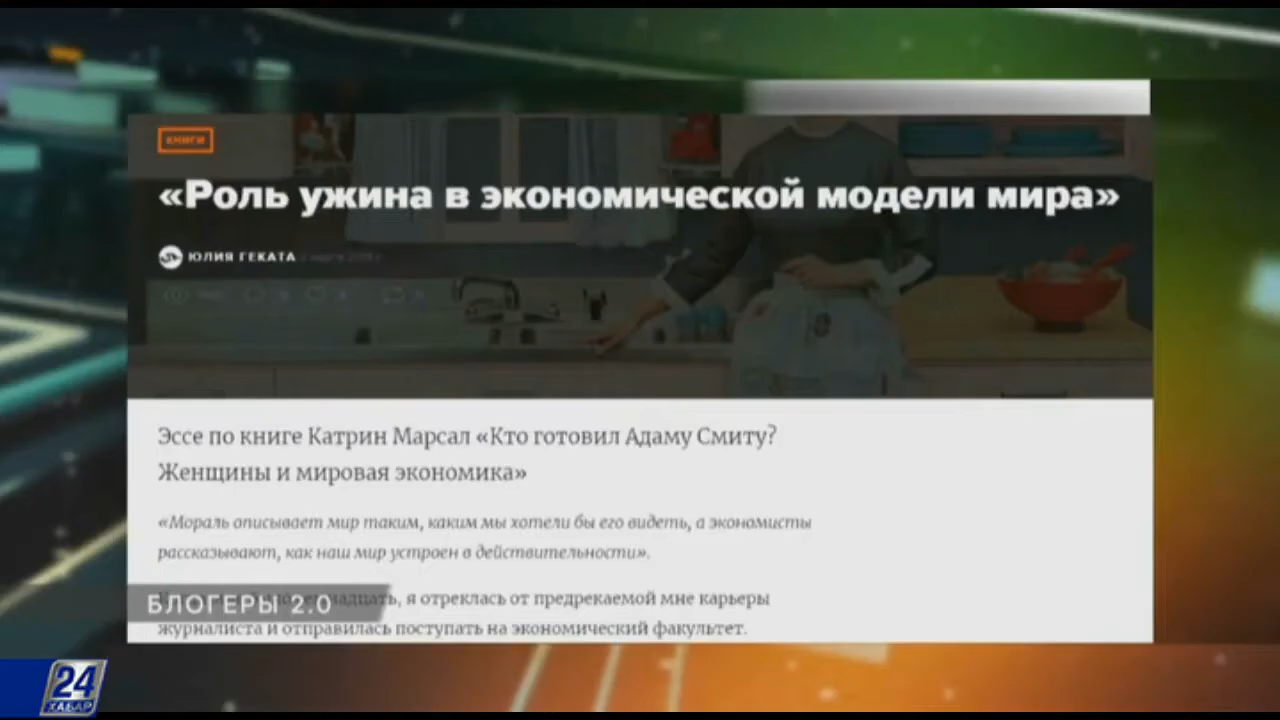 КНИГИ
«Роль ужина в экономической модели мира»
ЮЛИЯ ГЕКАТА
Эссе по книге Катрин Марсал «Кто готовил Адаму Смиту?
Женщины и мировая экономика»
«Мораль описывает мир таким, каким мы хотели бы его видеть, а экономисты
рассказывают, как наш мир устроен в действительности».
я отреклась от предрекаемой мне карьеры
БЛОГЕРЫ 2.0
журналиста и отправилась поступать на экономический факультет.
24
ХАБАР